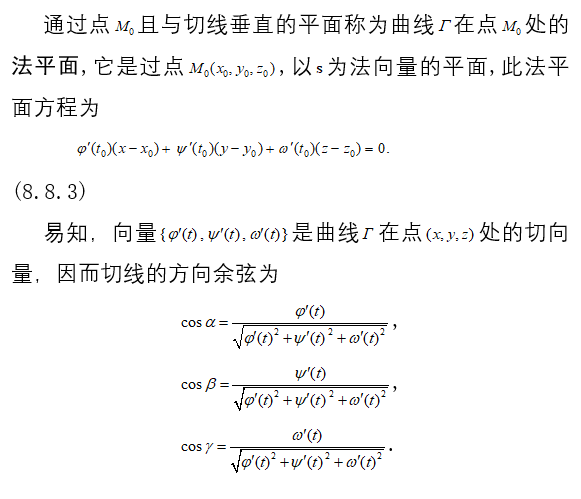 通过点 M₀ 且与切线垂直的平面称为曲线 Γ 在点 M₀ 处的
法平面, 它是过点 M₀(x₀, y₀, z₀), 以 s 为法向量的平面, 此法平
面方程为
φ′(t₀)(x − x₀) + ψ′(t₀)(y − y₀) + ω′(t₀)(z − z₀) = 0.
(8.8.3)
易知, 向量 {φ′(t), ψ′(t), ω′(t)} 是曲线 Γ 在点 (x, y, z) 处的切向
量, 因而切线的方向余弦为
cos α = φ′(t) / √(φ′(t)² + ψ′(t)² + ω′(t)²) ,
cos β = ψ′(t) / √(φ′(t)² + ψ′(t)² + ω′(t)²) ,
cos γ = ω′(t) / √(φ′(t)² + ψ′(t)² + ω′(t)²) .